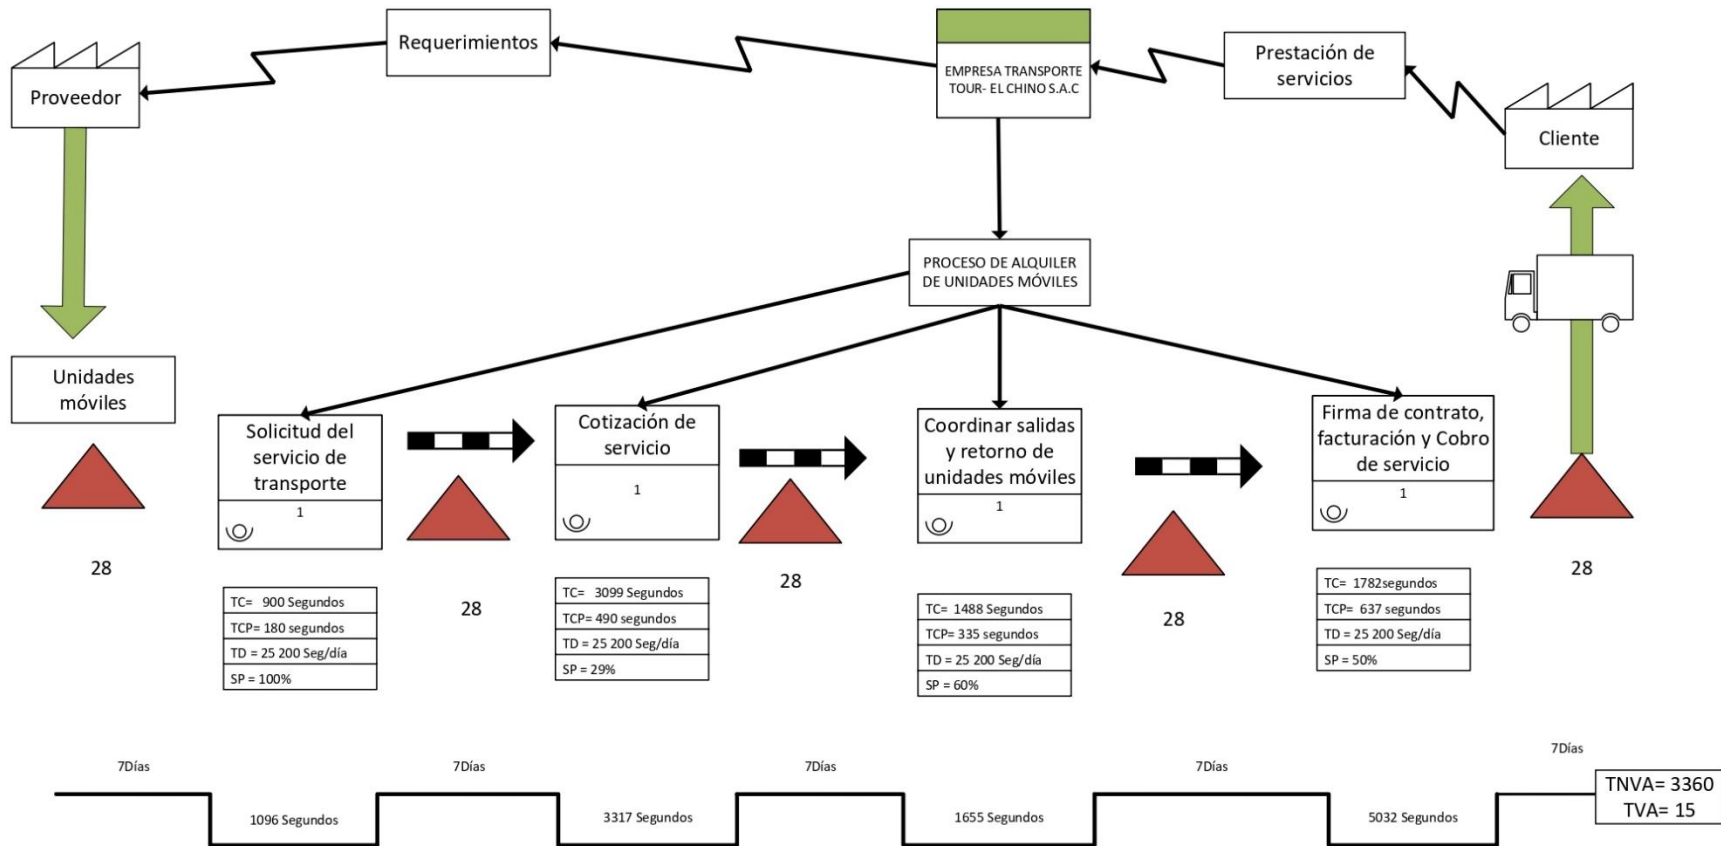 Requerimientos
EMPRESA TRANSPORTE
TOUR- EL CHINO S.A.C
Prestación de
servicios
Proveedor
Cliente
PROCESO DE ALQUILER
DE UNIDADES MÓVILES
Unidades
móviles
28
Solicitud del
servicio de
transporte
1
TC= 900 Segundos
TCP= 180 segundos
TD = 25 200 Seg/día
SP = 100%
28
Cotización de
servicio
1
TC= 3099 Segundos
TCP= 490 segundos
TD = 25 200 Seg/día
SP = 29%
28
Coordinar salidas
y retorno de
unidades móviles
1
TC= 1488 Segundos
TCP= 335 segundos
TD = 25 200 Seg/día
SP = 60%
28
Firma de contrato,
facturación y Cobro
de servicio
1
TC= 1782segundos
TCP= 637 segundos
TD = 25 200 Seg/día
SP = 50%
28
7Días
1096 Segundos
7Días
3317 Segundos
7Días
1655 Segundos
7Días
5032 Segundos
7Días
TNVA= 3360
TVA= 15